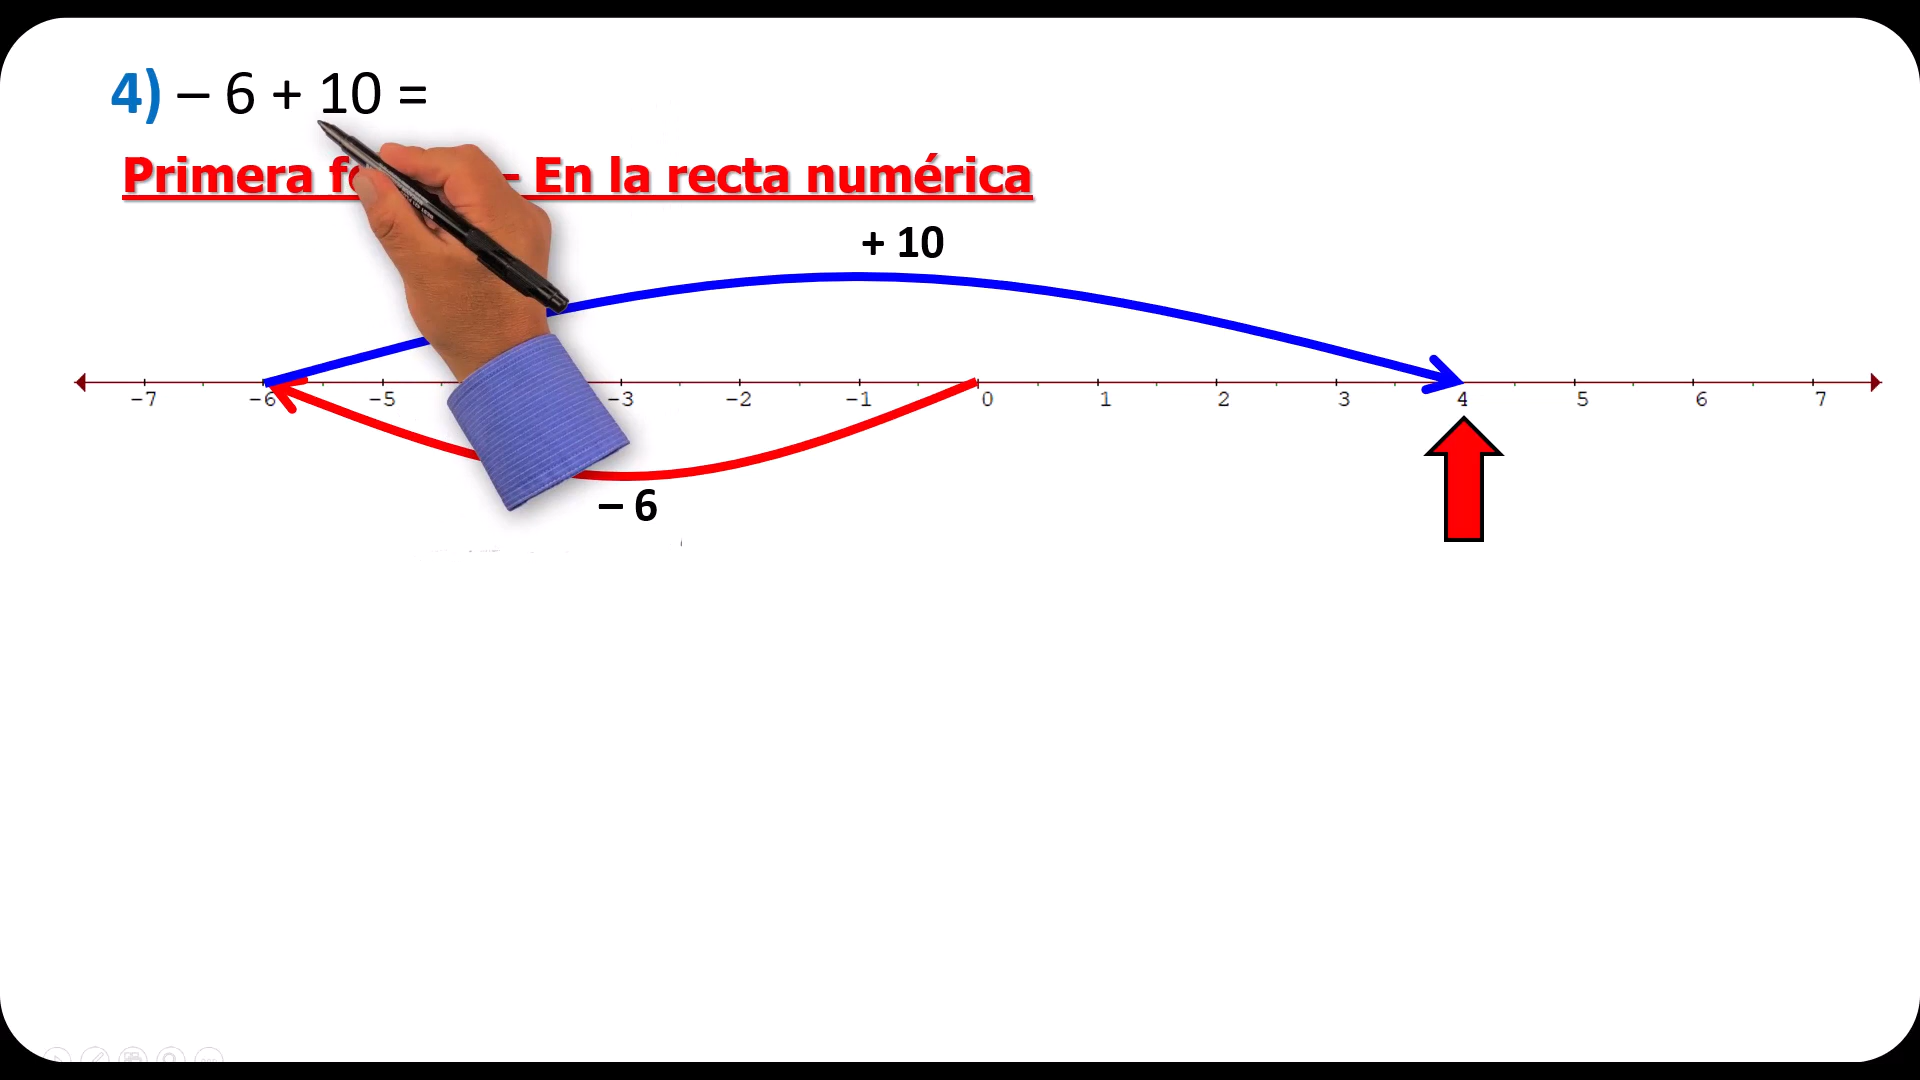 4) – 6 + 10 =
Primera – En la recta numérica
+ 10
-7 -6 -5 -3 -2 -1 0 1 2 3 4 5 6 7
– 6